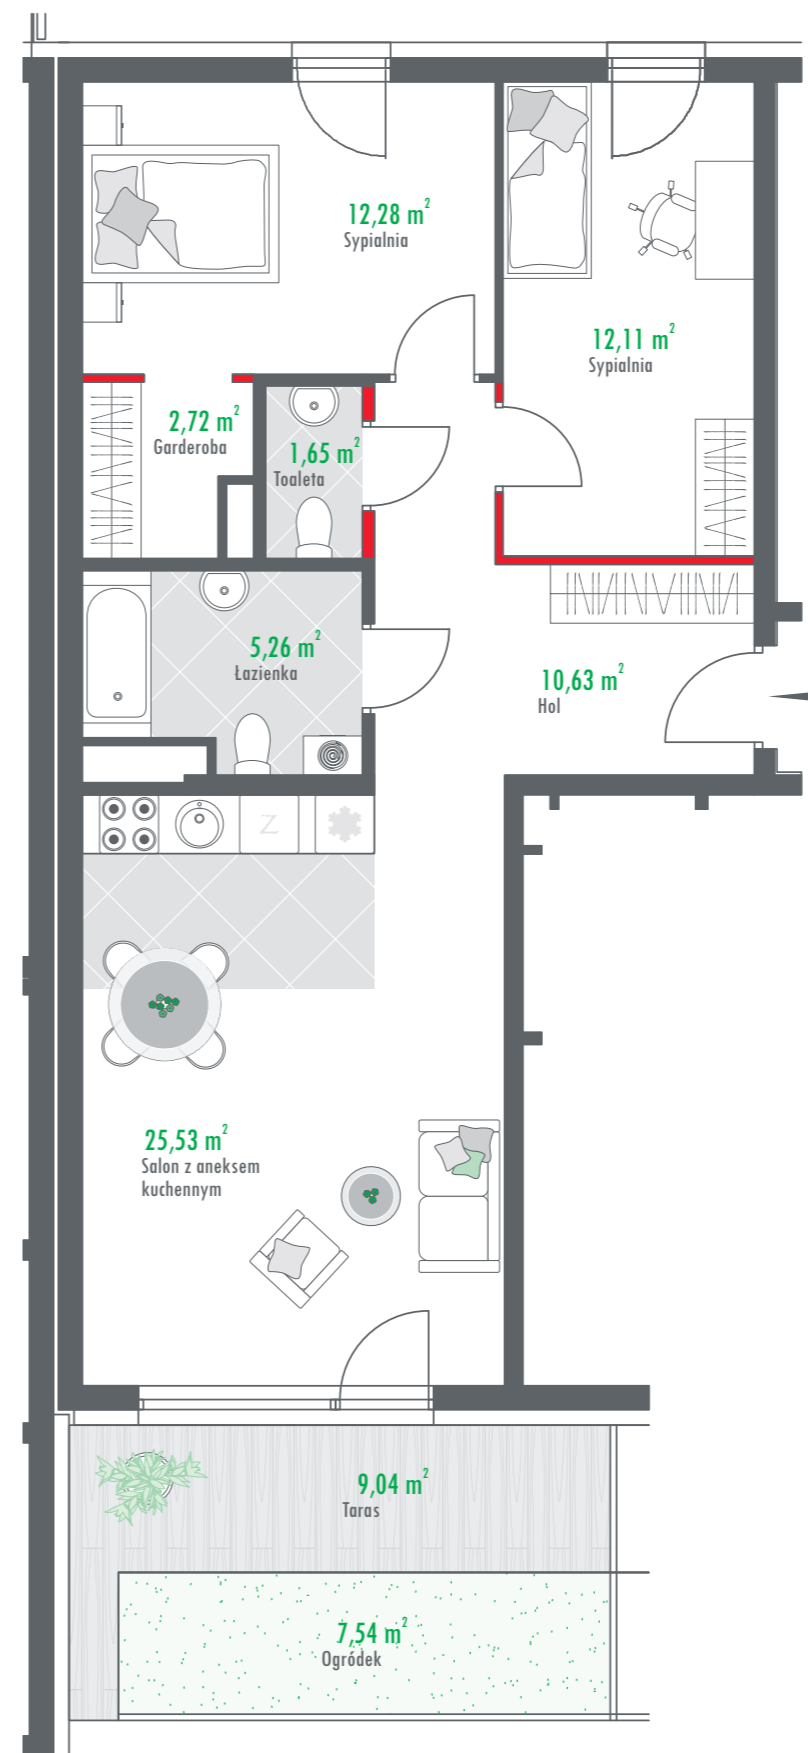 12,28 m²
Sypialnia
12,11 m²
Sypialnia
2,72 m²
Garderoba
1,65 m²
Toaleta
5,26 m²
Łazienka
10,63 m²
Hol
Z
25,53 m²
Salon z aneksem
kuchennym
9,04 m²
Taras
7,54 m²
Ogródek